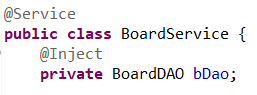 @Service
public class BoardService {
    @Inject
    private BoardDAO bDao;